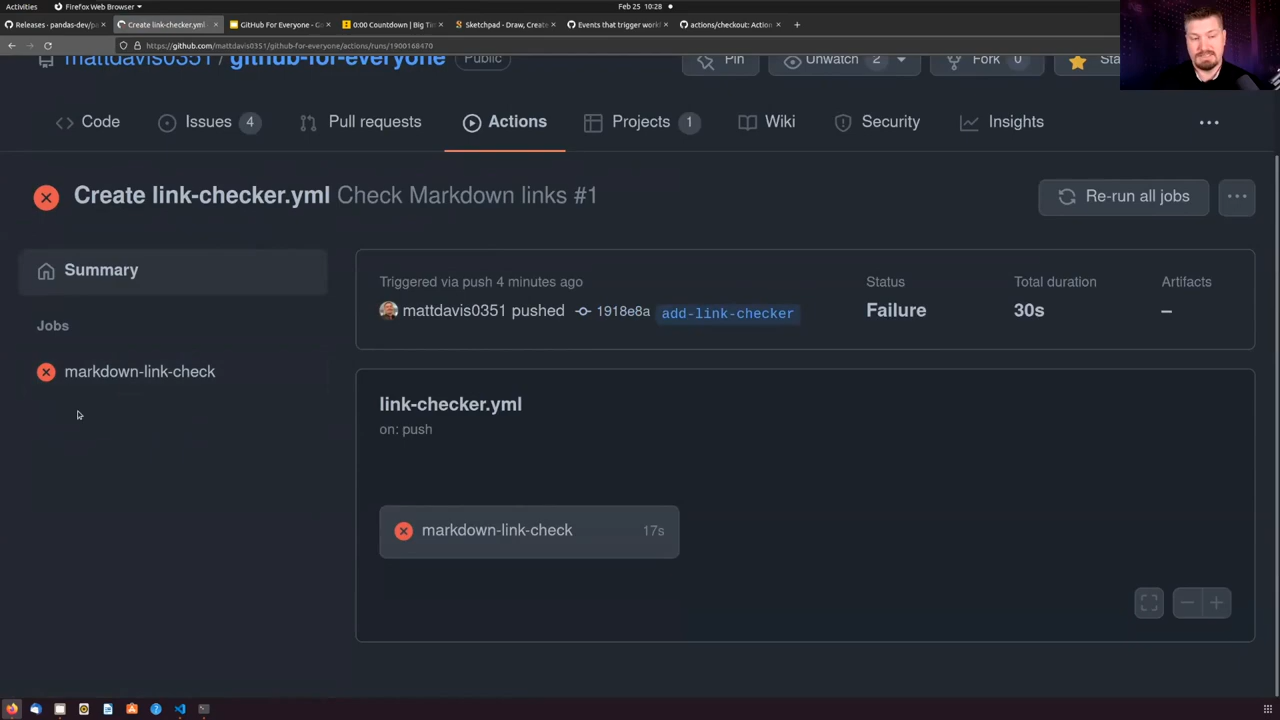 Activities
Firefox Web Browser
Feb 25 10:28
Releases · pandas-dev/p
Create link-checker.yml ·
GitHub For Everyone - Go
0:00 Countdown | Big Ti
Sketchpad - Draw, Create
Events that trigger work
actions/checkout: Action
https://github.com/mattdavis0351/github-for-everyone/actions/runs/1900168470
mattdavis0351 / github-for-everyone
Public
Pin
Unwatch 2
Fork 0
Sta
Code
Issues 4
Pull requests
Actions
Projects 1
Wiki
Security
Insights
Create link-checker.yml Check Markdown links #1
Re-run all jobs
Summary
Jobs
markdown-link-check
Triggered via push 4 minutes ago
mattdavis0351 pushed 1918e8a add-link-checker
Status
Failure
Total duration
30s
Artifacts
–
link-checker.yml
on: push
markdown-link-check 17s